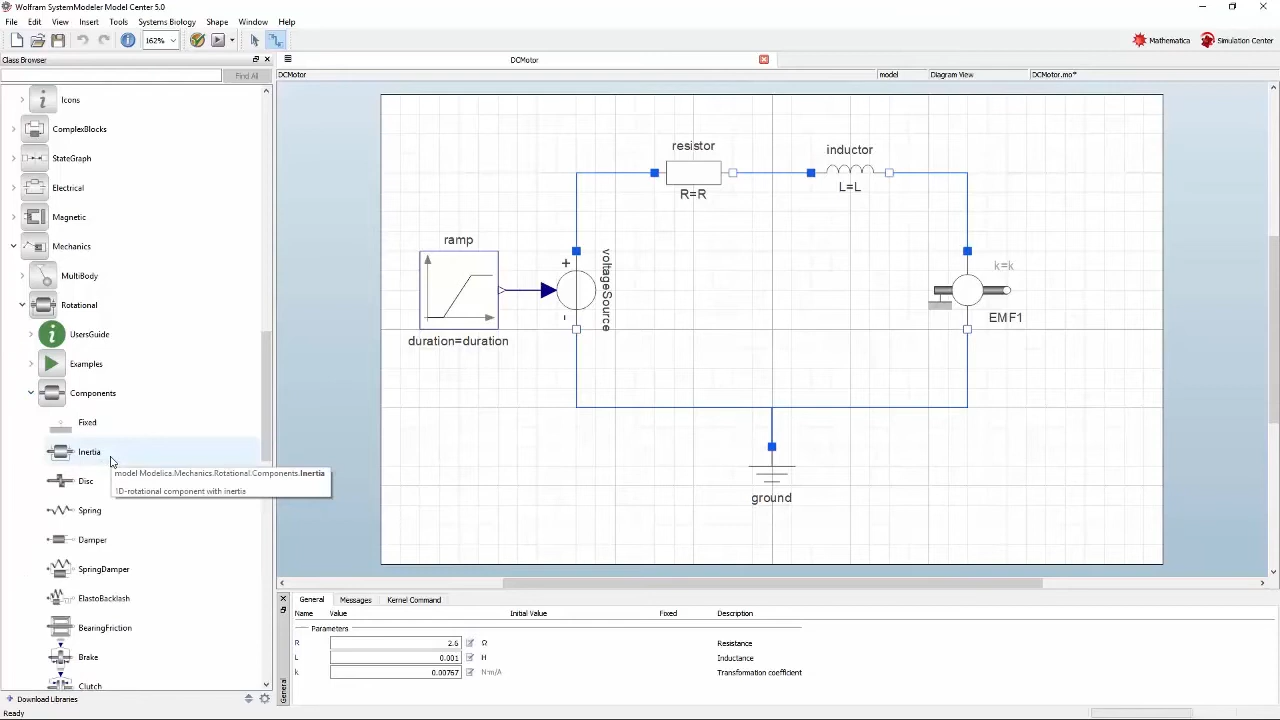 Wolfram SystemModeler Model Center 5.0
File Edit View Insert Tools Systems Biology Shape Window Help
162%
Mathematica
Simulation Center
Class Browser
DCMotor
Find All
DCMotor
model
Diagram View
DCMotor.mo*
Icons
ComplexBlocks
StateGraph
Electrical
Magnetic
Mechanics
MultiBody
Rotational
UsersGuide
Examples
Components
Fixed
Inertia
model Modelica.Mechanics.Rotational.Components.Inertia
1D-rotational component with inertia
Disc
Spring
Damper
SpringDamper
ElastoBacklash
BearingFriction
Brake
Clutch
Download Libraries
Ready
resistor
R=R
inductor
L=L
ramp
duration=duration
+
-
voltageSource
k=k
EMF1
ground
General Messages Kernel Command
Name Value Initial Value Fixed Description
Parameters
R 2.6 Ω Resistance
L 0.001 H Inductance
k 0.00767 N·m/A Transformation coefficient
General